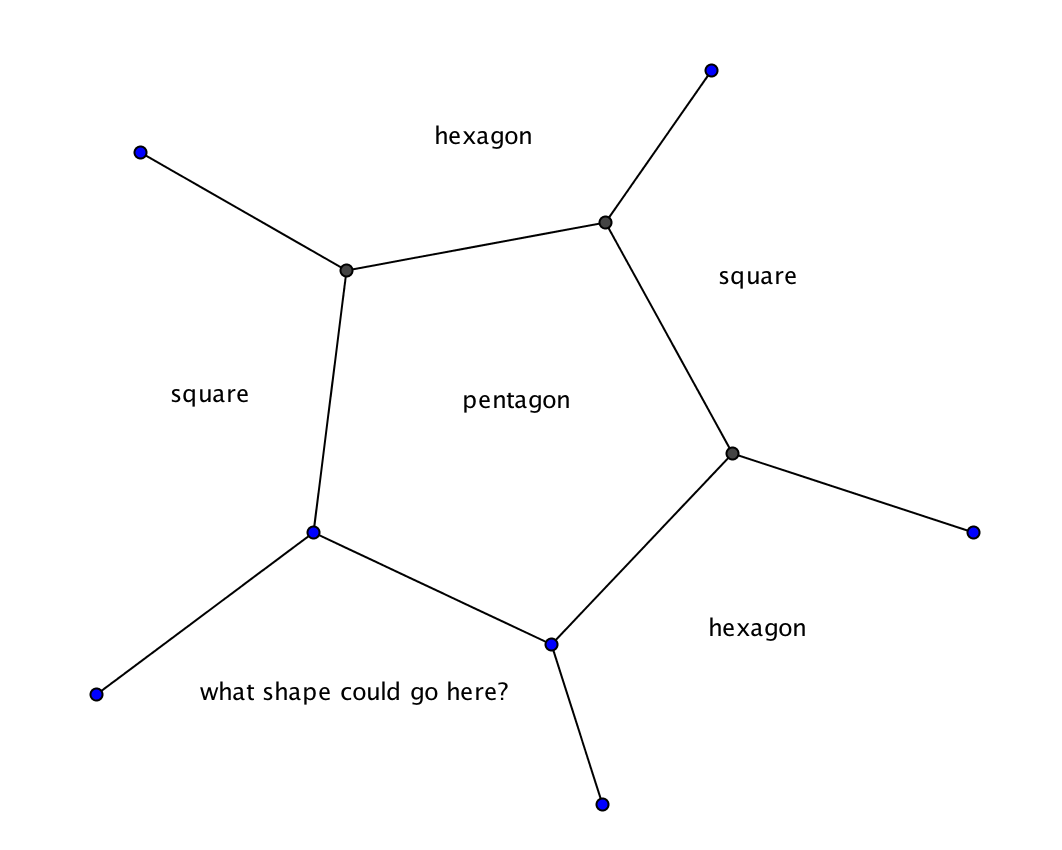 hexagon
square
square
pentagon
hexagon
what shape could go here?